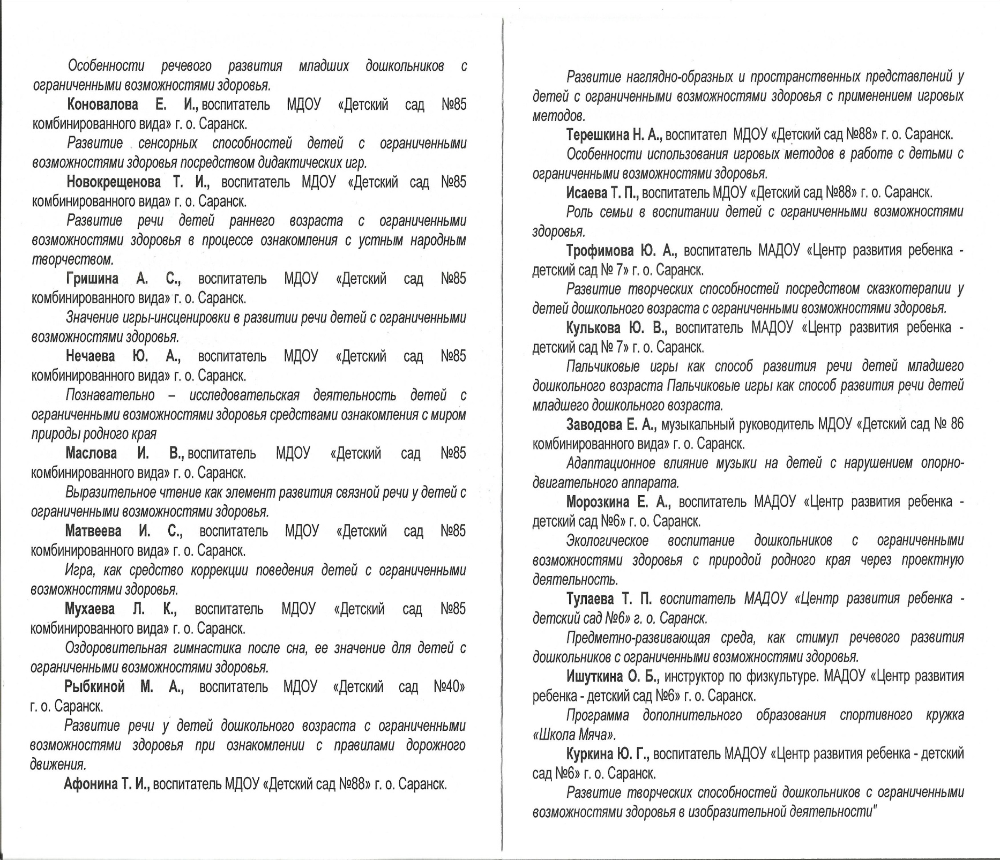 Особенности речевого развития младших дошкольников с
ограниченными возможностями здоровья.
Коновалова Е. И., воспитатель МДОУ «Детский сад №85
комбинированного вида» г. о. Саранск.
Развитие сенсорных способностей детей с ограниченными
возможностями здоровья посредством дидактических игр.
Новокрещенова Т. И., воспитатель МДОУ «Детский сад №85
комбинированного вида» г. о. Саранск.
Развитие речи детей раннего возраста с ограниченными
возможностями здоровья в процессе ознакомления с устным народным
творчеством.
Гришина А. С., воспитатель МДОУ «Детский сад №85
комбинированного вида» г. о. Саранск.
Значение игры-инсценировки в развитии речи детей с ограниченными
возможностями здоровья.
Нечаева Ю. А., воспитатель МДОУ «Детский сад №85
комбинированного вида» г. о. Саранск.
Познавательно – исследовательская деятельность детей с
ограниченными возможностями здоровья средствами ознакомления с миром
природы родного края
Маслова И. В., воспитатель МДОУ «Детский сад №85
комбинированного вида» г. о. Саранск.
Выразительное чтение как элемент развития связной речи у детей с
ограниченными возможностями здоровья.
Матвеева И. С., воспитатель МДОУ «Детский сад №85
комбинированного вида» г. о. Саранск.
Игра, как средство коррекции поведения детей с ограниченными
возможностями здоровья.
Мухаева Л. К., воспитатель МДОУ «Детский сад №85
комбинированного вида» г. о. Саранск.
Оздоровительная гимнастика после сна, ее значение для детей с
ограниченными возможностями здоровья.
Рыбкиной М. А., воспитатель МДОУ «Детский сад №40»
г. о. Саранск.
Развитие речи у детей дошкольного возраста с ограниченными
возможностями здоровья при ознакомлении с правилами дорожного
движения.
Афонина Т. И., воспитатель МДОУ «Детский сад №88» г. о. Саранск.
Развитие наглядно-образных и пространственных представлений у
детей с ограниченными возможностями здоровья с применением игровых
методов.
Терешкина Н. А., воспитател МДОУ «Детский сад №88» г. о. Саранск.
Особенности использования игровых методов в работе с детьми с
ограниченными возможностями здоровья.
Исаева Т. П., воспитатель МДОУ «Детский сад №88» г. о. Саранск.
Роль семьи в воспитании детей с ограниченными возможностями
здоровья.
Трофимова Ю. А., воспитатель МАДОУ «Центр развития ребенка -
детский сад № 7» г. о. Саранск.
Развитие творческих способностей посредством сказкотерапии у
детей дошкольного возраста с ограниченными возможностями здоровья.
Кулькова Ю. В., воспитатель МАДОУ «Центр развития ребенка -
детский сад № 7» г. о. Саранск.
Пальчиковые игры как способ развития речи детей младшего
дошкольного возраста Пальчиковые игры как способ развития речи детей
младшего дошкольного возраста.
Заводова Е. А., музыкальный руководитель МДОУ «Детский сад № 86
комбинированного вида» г. о. Саранск.
Адаптационное влияние музыки на детей с нарушением опорно-
двигательного аппарата.
Морозкина Е. А., воспитатель МАДОУ «Центр развития ребенка -
детский сад №6» г. о. Саранск.
Экологическое воспитание дошкольников с ограниченными
возможностями здоровья с природой родного края через проектную
деятельность.
Тулаева Т. П. воспитатель МАДОУ «Центр развития ребенка -
детский сад №6» г. о. Саранск.
Предметно-развивающая среда, как стимул речевого развития
дошкольников с ограниченными возможностями здоровья.
Ишуткина О. Б., инструктор по физкультуре. МАДОУ «Центр развития
ребенка - детский сад №6» г. о. Саранск.
Программа дополнительного образования спортивного кружка
«Школа Мяча».
Куркина Ю. Г., воспитатель МАДОУ «Центр развития ребенка - детский
сад №6» г. о. Саранск.
Развитие творческих способностей дошкольников с ограниченными
возможностями здоровья в изобразительной деятельности"